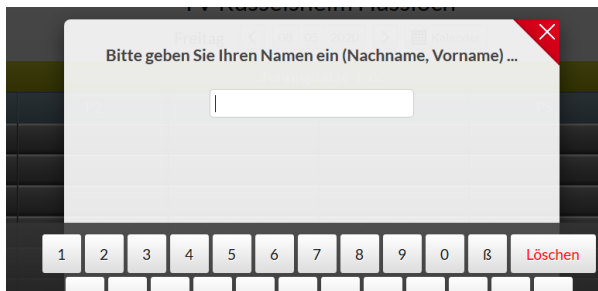 Freitag
Bitte geben Sie Ihren Namen ein (Nachname, Vorname) ...
1 2 3 4 5 6 7 8 9 0 ß Löschen